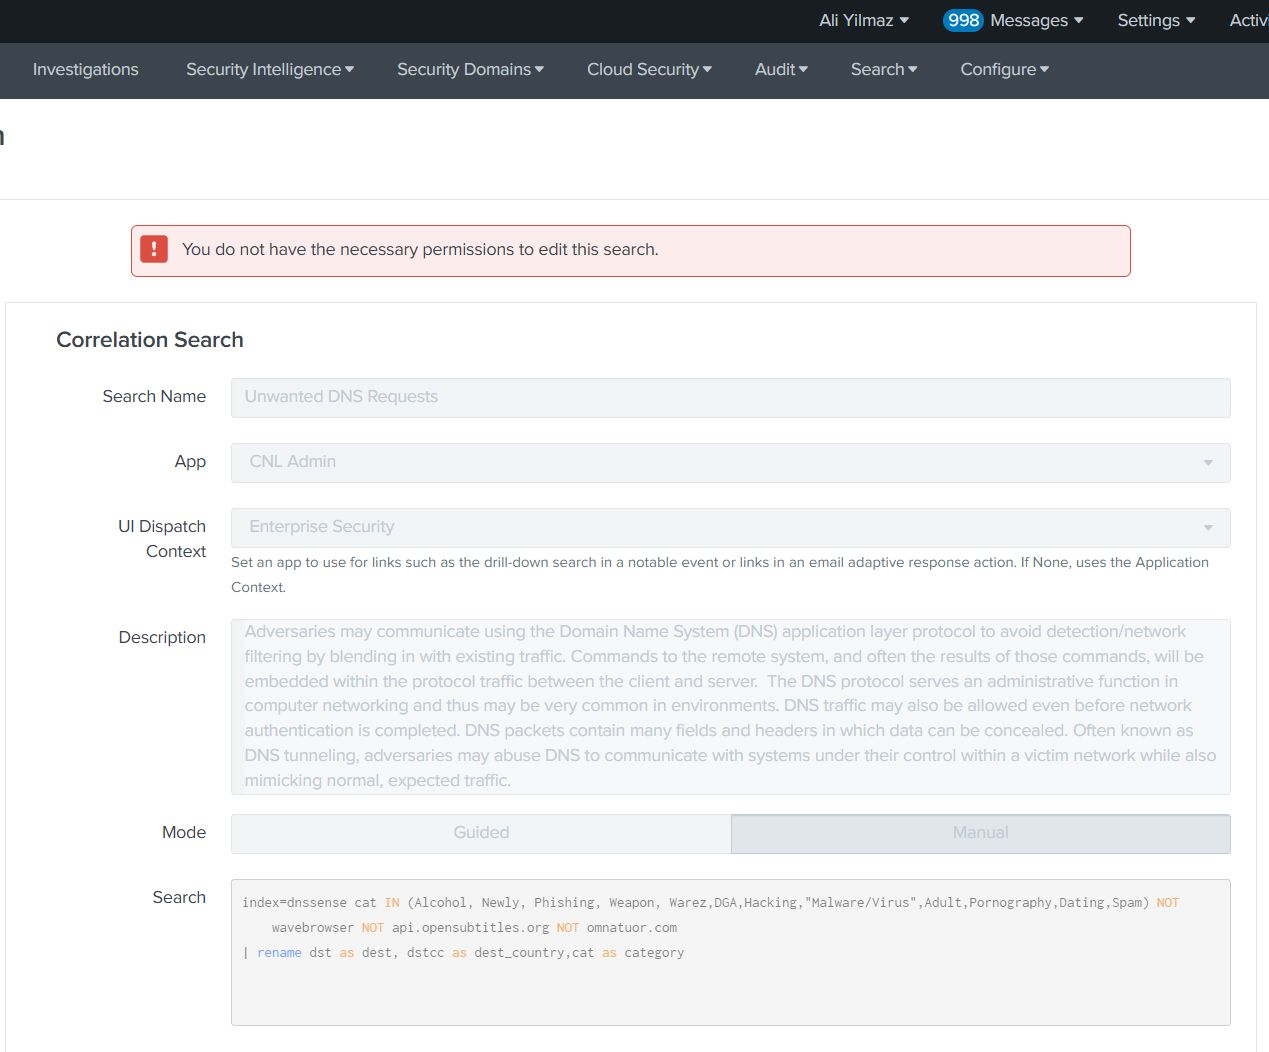 Ali Yilmaz 998 Messages Settings
Investigations Security Intelligence Security Domains Cloud Security Audit Search Configure
You do not have the necessary permissions to edit this search.
Correlation Search
Search Name Unwanted DNS Requests
App CNL Admin
UI Dispatch Context Enterprise Security
Set an app to use for links such as the drill-down search in a notable event or links in an email adaptive response action. If None, uses the Application
Context.
Description Adversaries may communicate using the Domain Name System (DNS) application layer protocol to avoid detection/network
filtering by blending in with existing traffic. Commands to the remote system, and often the results of those commands, will be
embedded within the protocol traffic between the client and server.  The DNS protocol serves an administrative function in
computer networking and thus may be very common in environments. DNS traffic may also be allowed even before network
authentication is completed. DNS packets contain many fields and headers in which data can be concealed. Often known as
DNS tunneling, adversaries may abuse DNS to communicate with systems under their control within a victim network while also
mimicking normal, expected traffic.
Mode Guided Manual
Search index=dnssense cat IN (Alcohol, Newly, Phishing, Weapon, Warez,DGA,Hacking,"Malware/Virus",Adult,Pornography,Dating,Spam) NOT
wavebrowser NOT api.opensubtitles.org NOT omnatuor.com
| rename dst as dest, dstcc as dest_country,cat as category